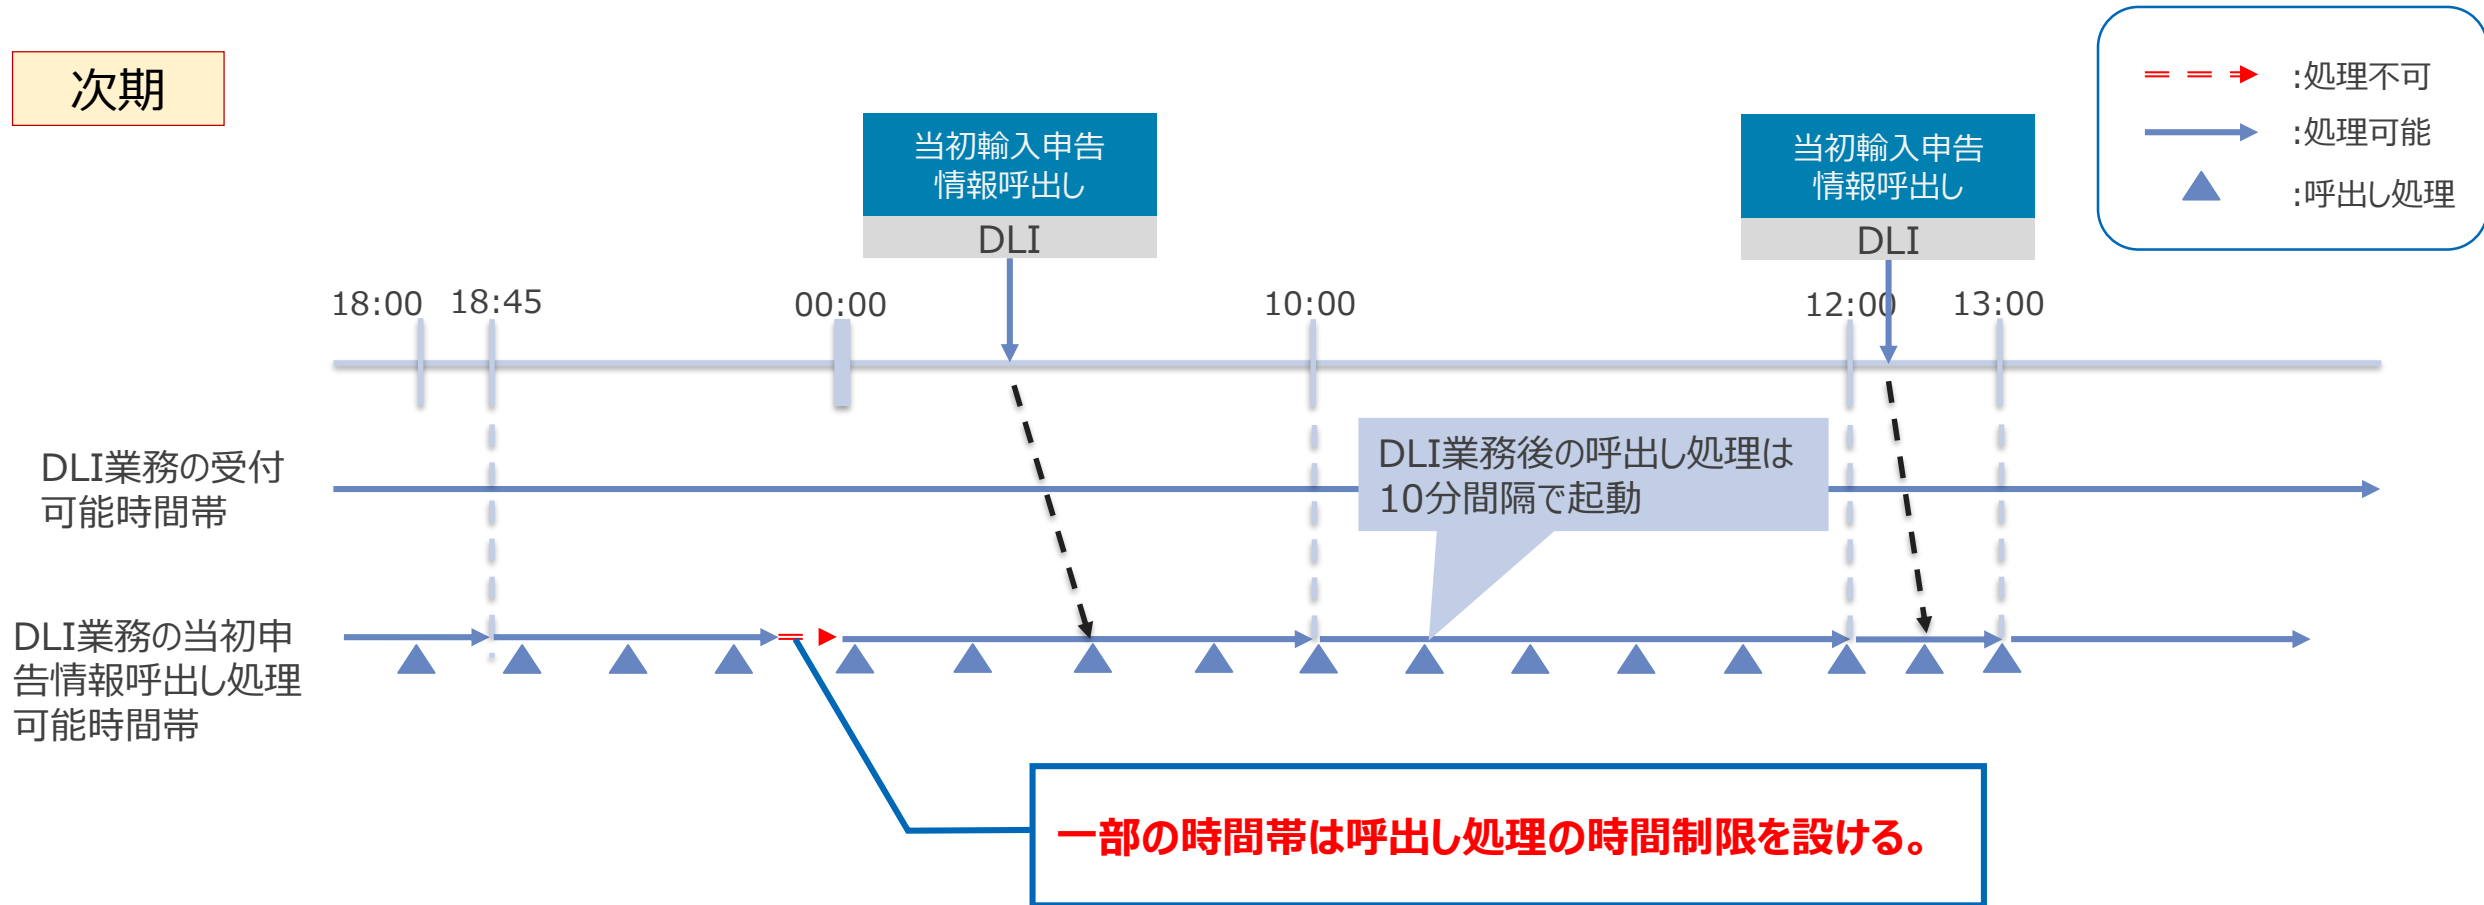 次期
:処理不可
:処理可能
:呼出し処理
当初輸入申告
情報呼出し
DLI
当初輸入申告
情報呼出し
DLI
18:00
18:45
00:00
10:00
12:00
13:00
DLI業務の受付
可能時間帯
DLI業務後の呼出し処理は
10分間隔で起動
DLI業務の当初申
告情報呼出し処理
可能時間帯
一部の時間帯は呼出し処理の時間制限を設ける。